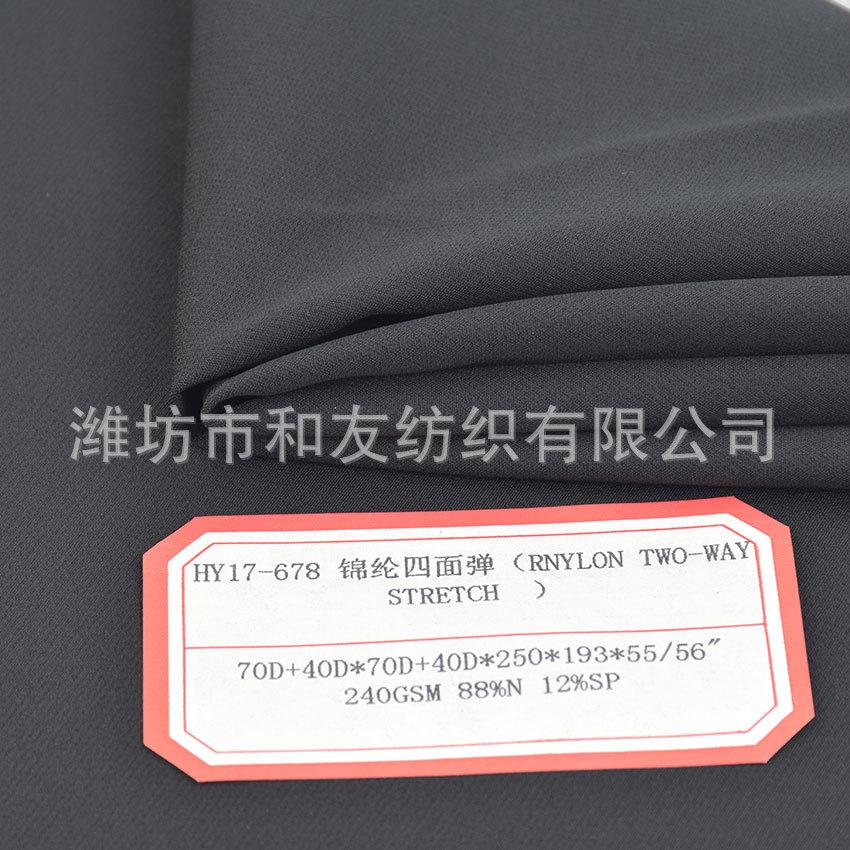 潍坊市和友纺织有限公司
HY17-678 锦纶四面弹（RNYLON TWO-WAY
STRETCH ）
70D+40D*70D+40D*250*193*55/56"
240GSM 88%N 12%SP